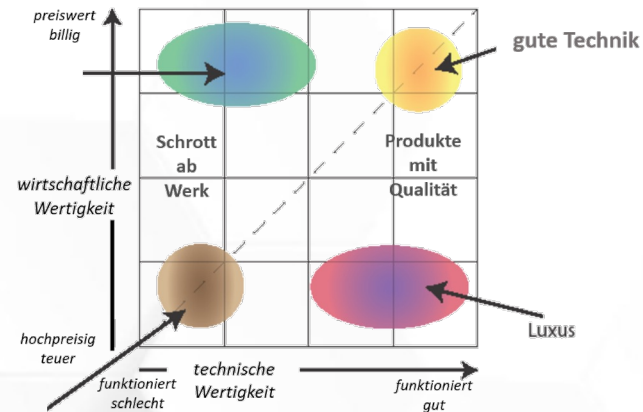 preiswert
billig
gute Technik
Schrott
ab
Werk
Produkte
mit
Qualität
wirtschaftliche
Wertigkeit
hochpreisig
teuer
Luxus
funktioniert
schlecht
technische
Wertigkeit
funktioniert
gut